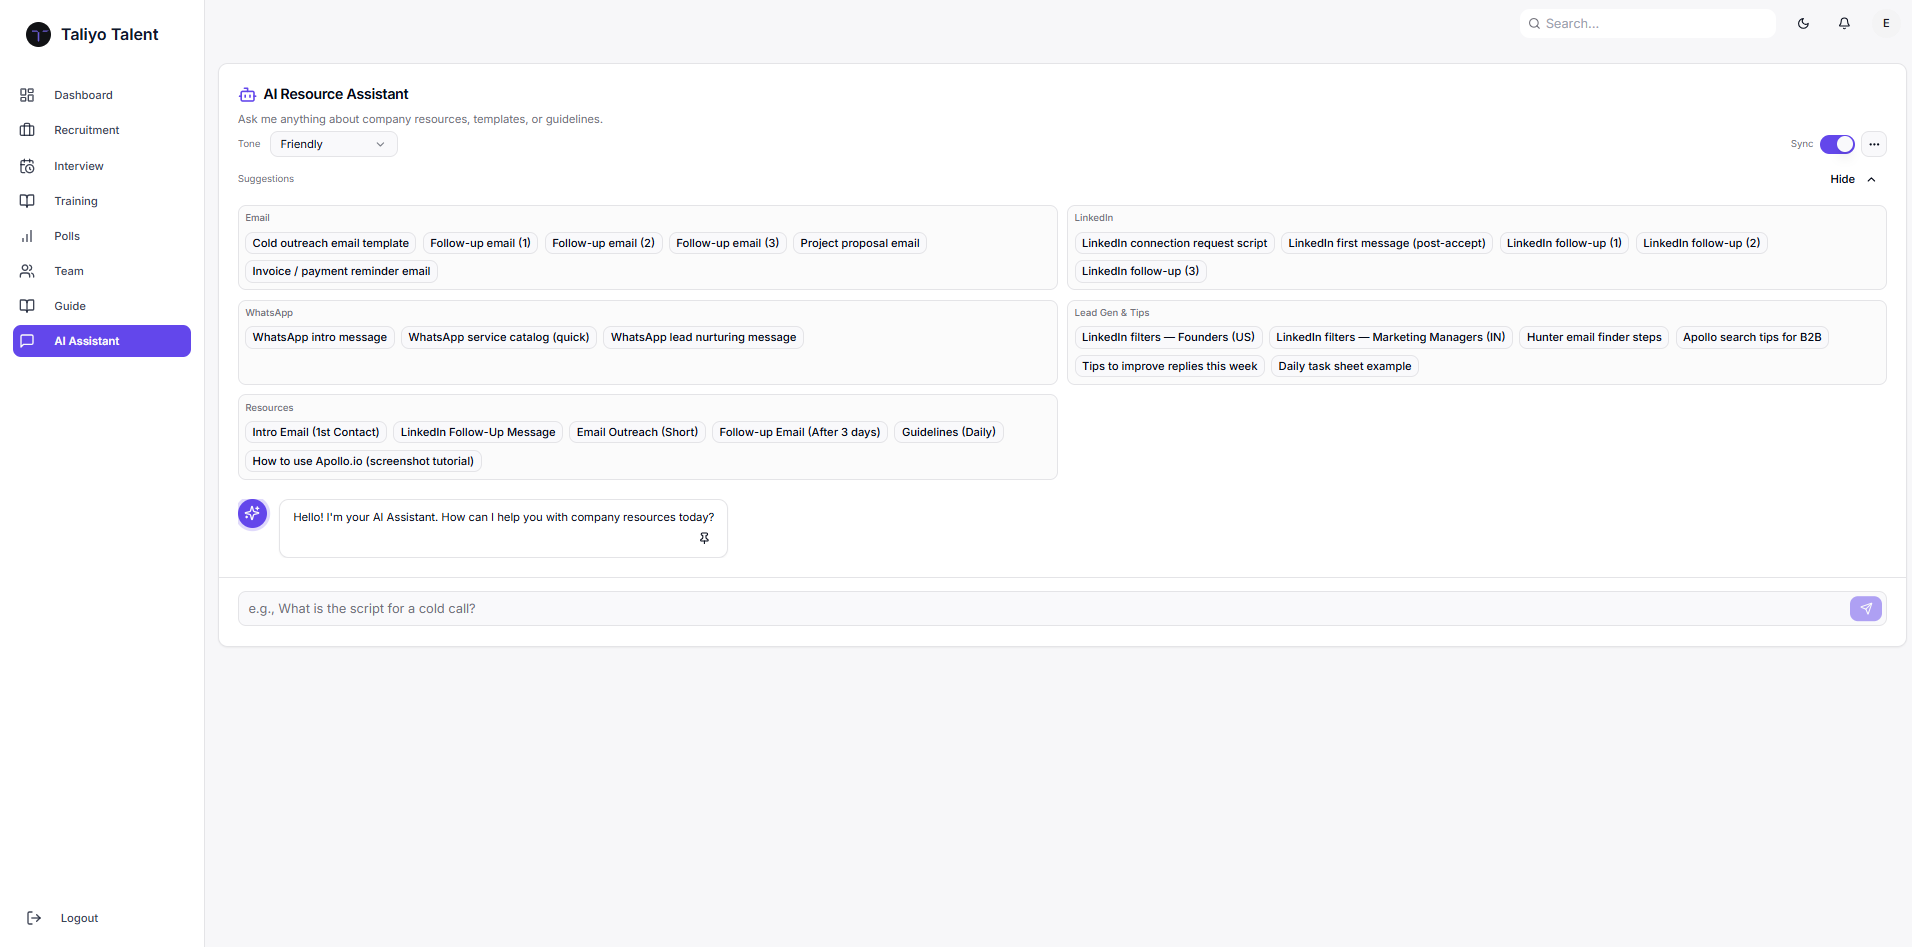 Taliyo Talent
Search...
E
Dashboard
Recruitment
Interview
Training
Polls
Team
Guide
AI Assistant
Logout
AI Resource Assistant
Ask me anything about company resources, templates, or guidelines.
Tone
Friendly
Sync
Suggestions
Hide
Email
Cold outreach email template
Follow-up email (1)
Follow-up email (2)
Follow-up email (3)
Project proposal email
Invoice / payment reminder email
LinkedIn
LinkedIn connection request script
LinkedIn first message (post-accept)
LinkedIn follow-up (1)
LinkedIn follow-up (2)
LinkedIn follow-up (3)
WhatsApp
WhatsApp intro message
WhatsApp service catalog (quick)
WhatsApp lead nurturing message
Lead Gen & Tips
LinkedIn filters — Founders (US)
LinkedIn filters — Marketing Managers (IN)
Hunter email finder steps
Apollo search tips for B2B
Tips to improve replies this week
Daily task sheet example
Resources
Intro Email (1st Contact)
LinkedIn Follow-Up Message
Email Outreach (Short)
Follow-up Email (After 3 days)
Guidelines (Daily)
How to use Apollo.io (screenshot tutorial)
Hello! I'm your AI Assistant. How can I help you with company resources today?
e.g., What is the script for a cold call?